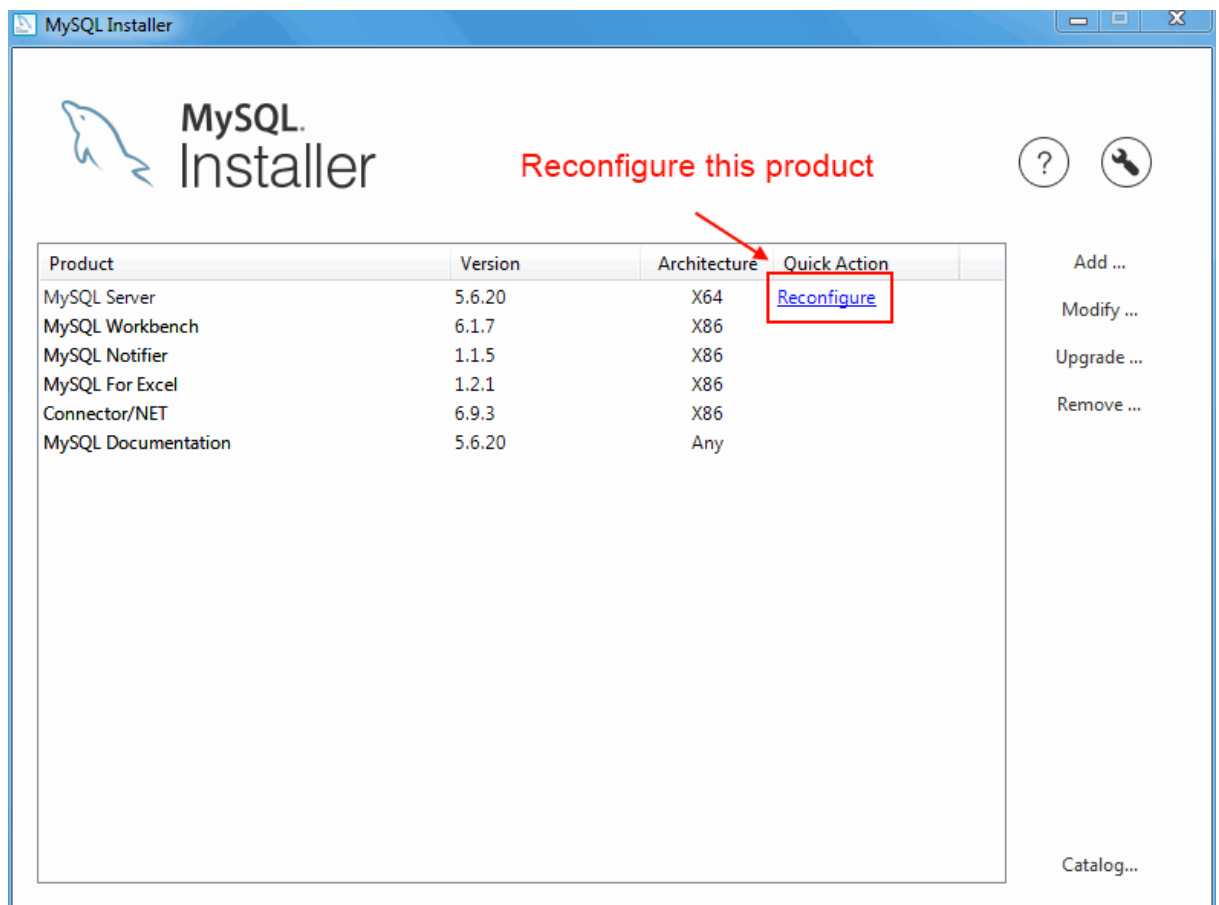 MySQL Installer
MySQL.
Installer
Reconfigure this product
?
Product Version Architecture Quick Action
MySQL Server 5.6.20 X64 Reconfigure
MySQL Workbench 6.1.7 X86
MySQL Notifier 1.1.5 X86
MySQL For Excel 1.2.1 X86
Connector/NET 6.9.3 X86
MySQL Documentation 5.6.20 Any
Add ...
Modify ...
Upgrade ...
Remove ...
Catalog...